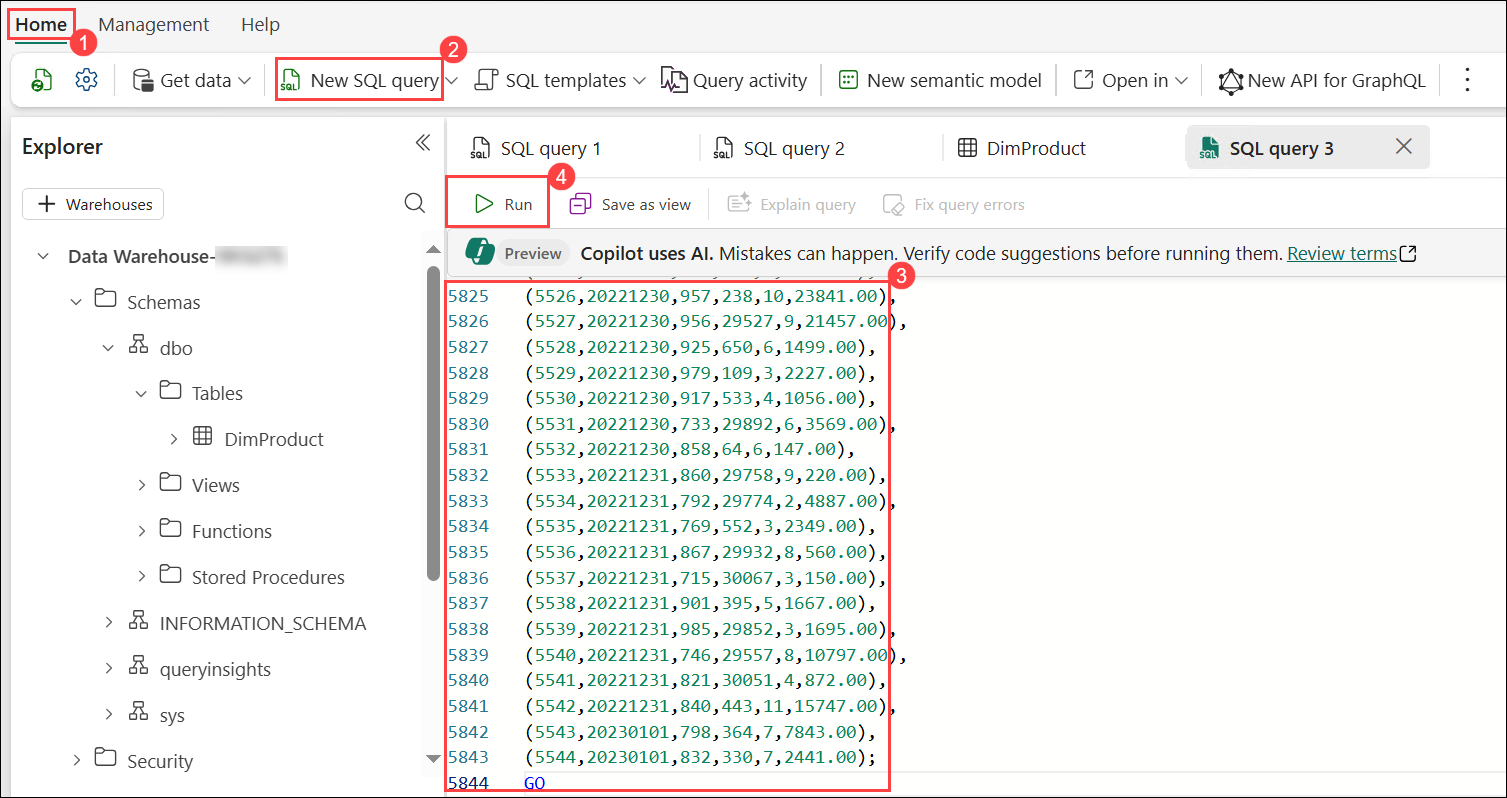 Home Management Help
1
2
Get data New SQL query SQL templates Query activity New semantic model Open in New API for GraphQL
Explorer
SQL query 1 SQL query 2 DimProduct SQL query 3
4
Warehouses
Run Save as view Explain query Fix query errors
Data Warehouse-
Preview Copilot uses AI. Mistakes can happen. Verify code suggestions before running them. Review terms
3
Schemas
dbo
Tables
DimProduct
Views
Functions
Stored Procedures
INFORMATION_SCHEMA
queryinsights
sys
Security
5825 (5526,20221230,957,238,10,23841.00),
5826 (5527,20221230,956,29527,9,21457.00),
5827 (5528,20221230,925,650,6,1499.00),
5828 (5529,20221230,979,109,3,2227.00),
5829 (5530,20221230,917,533,4,1056.00),
5830 (5531,20221230,733,29892,6,3569.00),
5831 (5532,20221230,858,64,6,147.00),
5832 (5533,20221231,860,29758,9,220.00),
5833 (5534,20221231,792,29774,2,4887.00),
5834 (5535,20221231,769,552,3,2349.00),
5835 (5536,20221231,867,29932,8,560.00),
5836 (5537,20221231,715,30067,3,150.00),
5837 (5538,20221231,901,395,5,1667.00),
5838 (5539,20221231,985,29852,3,1695.00),
5839 (5540,20221231,746,29557,8,10797.00),
5840 (5541,20221231,821,30051,4,872.00),
5841 (5542,20221231,840,443,11,15747.00),
5842 (5543,20230101,798,364,7,7843.00),
5843 (5544,20230101,832,330,7,2441.00);
5844 GO